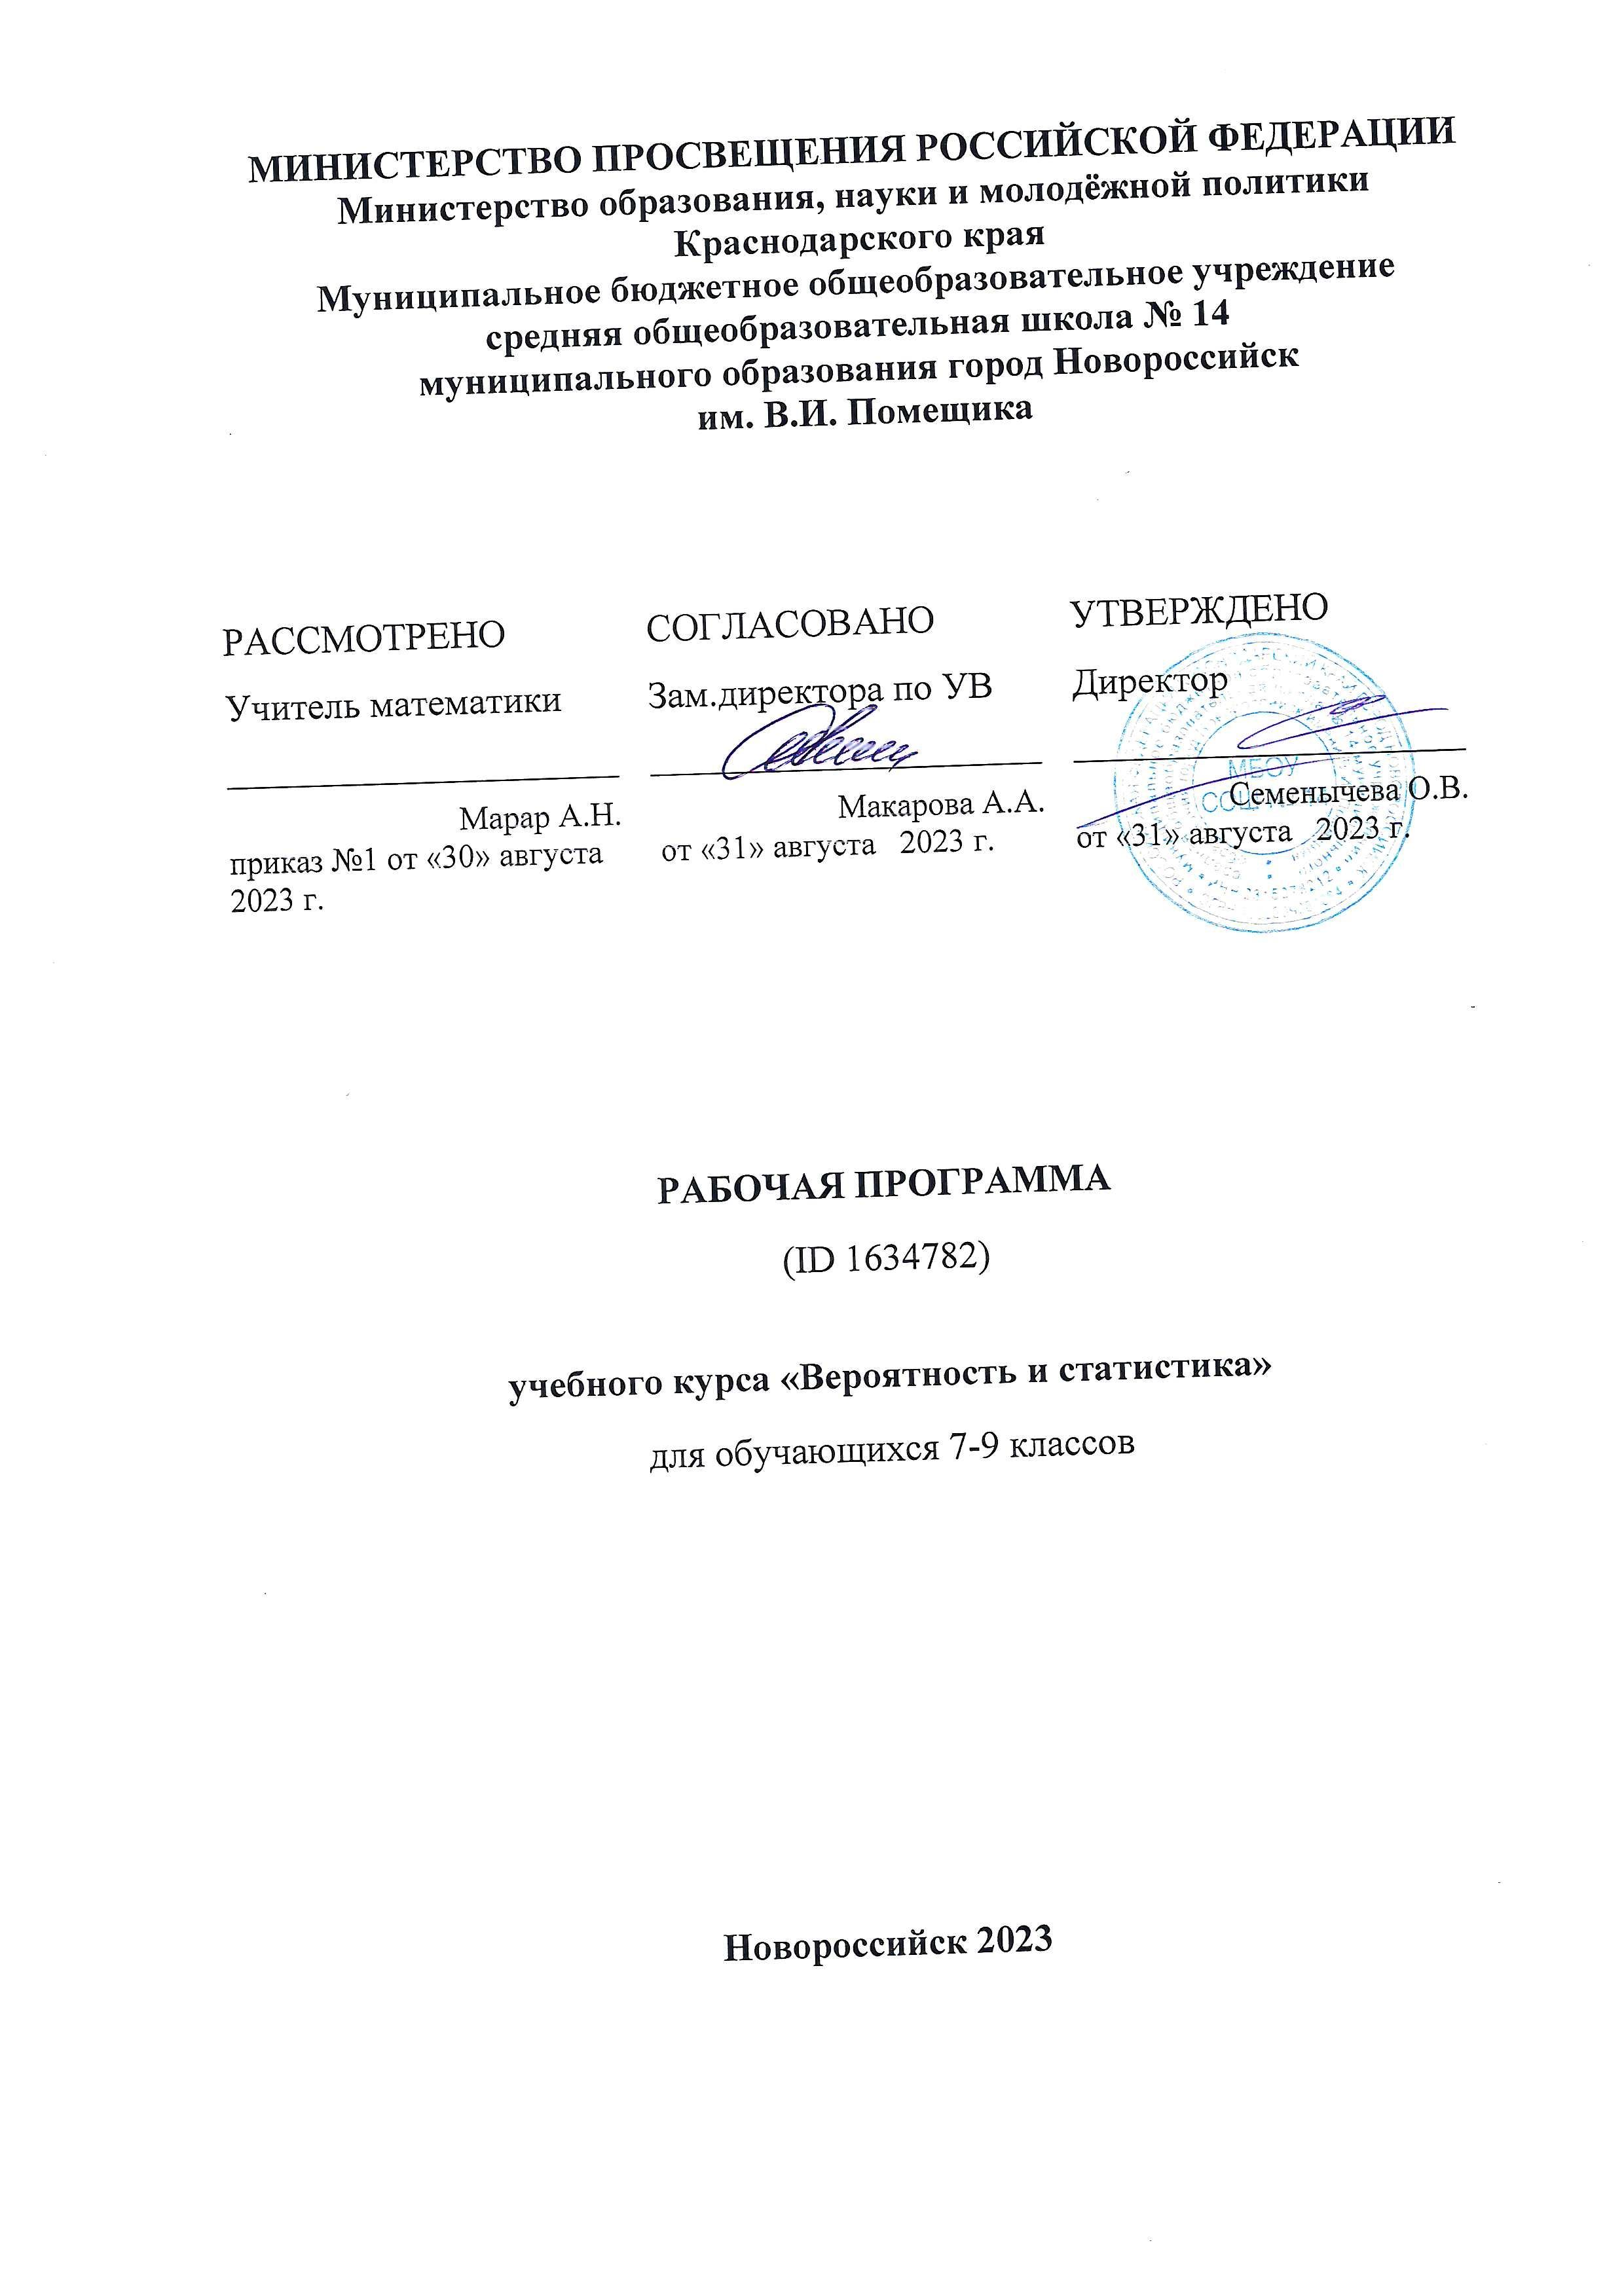 МИНИСТЕРСТВО ПРОСВЕЩЕНИЯ РОССИЙСКОЙ ФЕДЕРАЦИИ
Министерство образования, науки и молодёжной политики
Краснодарского края
Муниципальное бюджетное общеобразовательное учреждение
средняя общеобразовательная школа № 14
муниципального образования город Новороссийск
им. В.И. Помещика
РАССМОТРЕНО
Учитель математики
Марар А.Н.
приказ №1 от «30» августа
2023 г.
СОГЛАСОВАНО
Зам.директора по УВ
Макарова А.А.
от «31» августа 2023 г.
УТВЕРЖДЕНО
Директор
МБОУ
Семенычева О.В.
от «31» августа 2023 г.
РАБОЧАЯ ПРОГРАММА
(ID 1634782)
учебного курса «Вероятность и статистика»
для обучающихся 7-9 классов
Новороссийск 2023